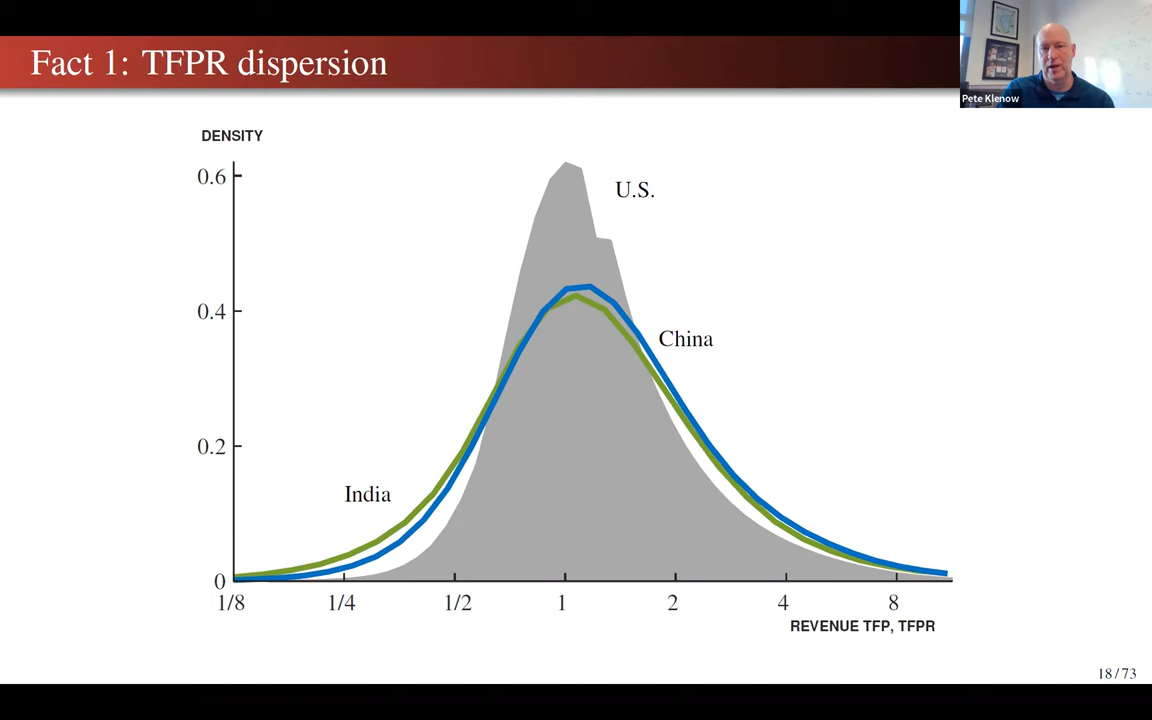 Fact 1: TFPR dispersion
Pete Klenow
DENSITY
0.6
U.S.
0.4
China
0.2
India
0
1/8
1/4
1/2
1
2
4
8
REVENUE TFP, TFPR
18/73